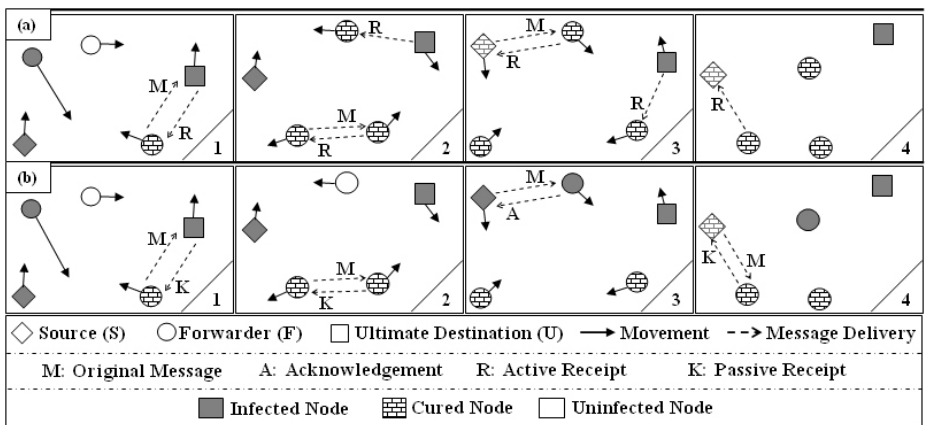 (a)
M
R
1
R
M
R
2
M
R
R
3
R
4
(b)
M
K
1
M
K
2
M
A
3
K
M
4
Source (S)
Forwarder (F)
Ultimate Destination (U)
Movement
Message Delivery
M: Original Message
A: Acknowledgement
R: Active Receipt
K: Passive Receipt
Infected Node
Cured Node
Uninfected Node